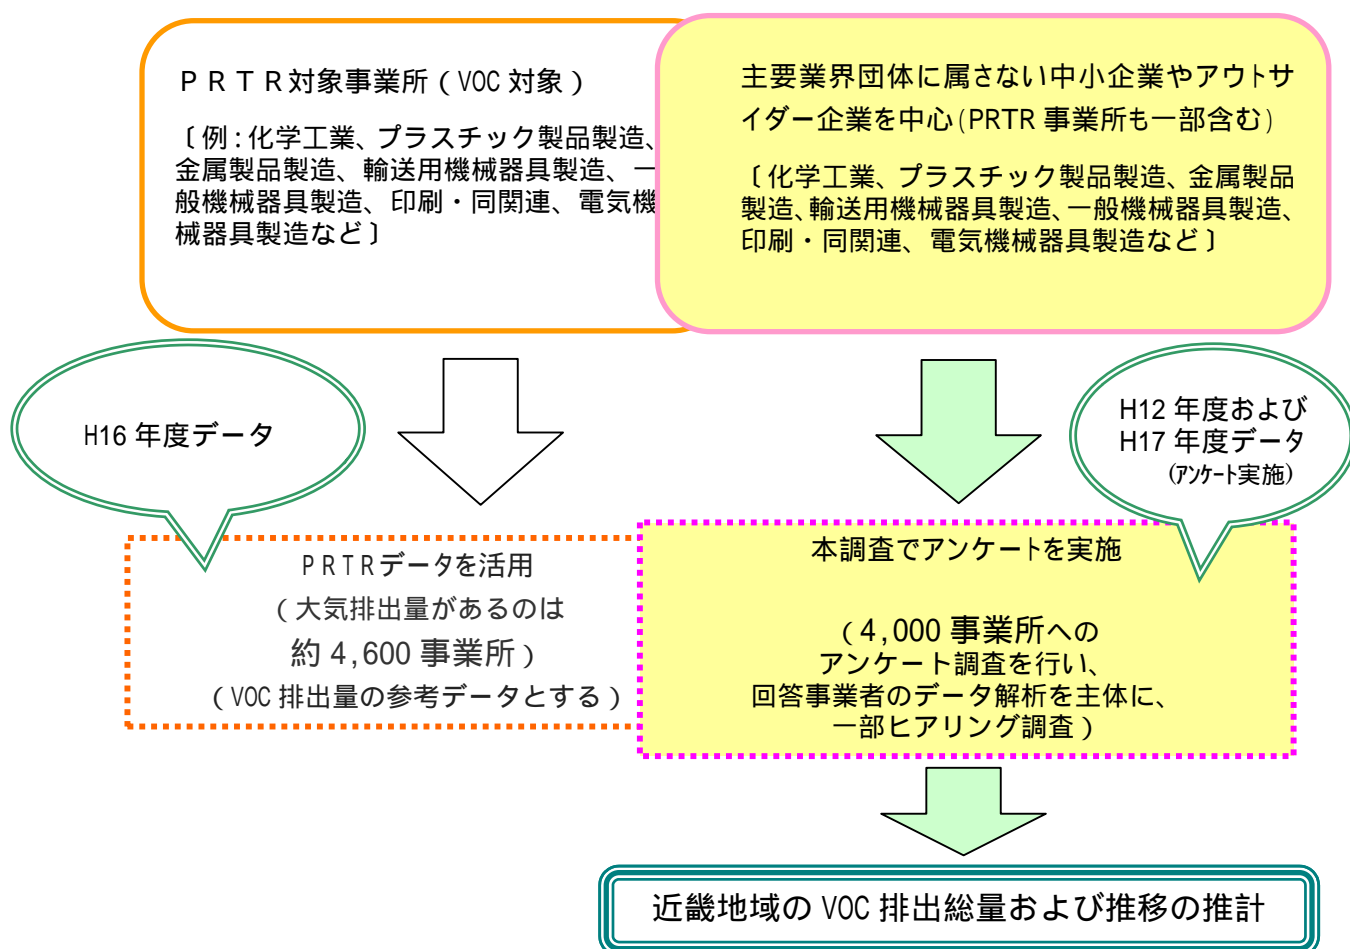 ＰＲＴＲ対象事業所（VOC 対象）
〔例：化学工業、プラスチック製品製造、
金属製品製造、輸送用機械器具製造、一
般機械器具製造、印刷・同関連、電気機
械器具製造など〕
主要業界団体に属さない中小企業やアウトサ
イダー企業を中心(PRTR 事業所も一部含む)
〔化学工業、プラスチック製品製造、金属製品
製造、輸送用機械器具製造、一般機械器具製造、
印刷・同関連、電気機械器具製造など〕
H16 年度データ
H12 年度および
H17 年度データ
(ｱﾝｹｰﾄ実施)
ＰＲＴＲデータを活用
（大気排出量があるのは
約 4,600 事業所）
（VOC 排出量の参考データとする）
本調査でアンケートを実施
（4,000 事業所への
アンケート調査を行い、
回答事業者のデータ解析を主体に、
一部ヒアリング調査）
近畿地域の VOC 排出総量および推移の推計